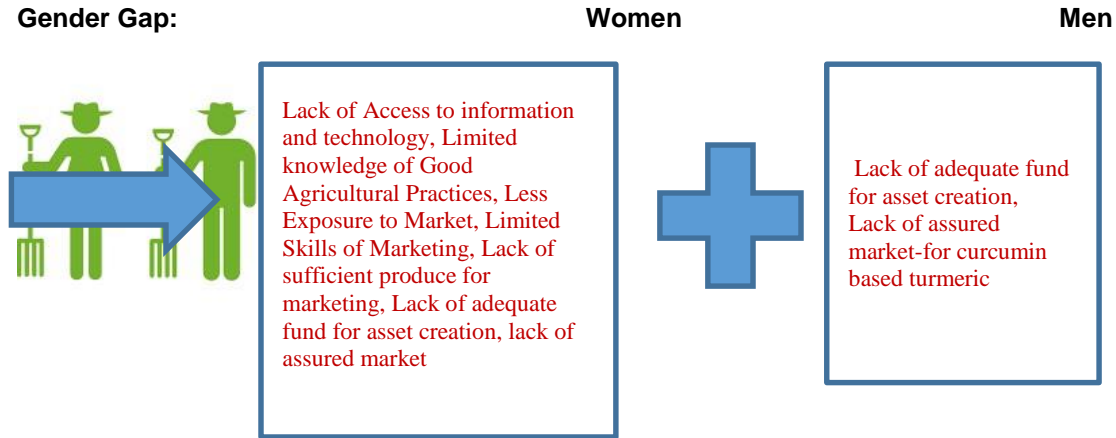 Gender Gap: Women Men
Lack of Access to information
and technology, Limited
knowledge of Good
Agricultural Practices, Less
Exposure to Market, Limited
Skills of Marketing, Lack of
sufficient produce for
marketing, Lack of adequate
fund for asset creation, lack of
assured market
Lack of adequate fund
for asset creation,
Lack of assured
market-for curcumin
based turmeric